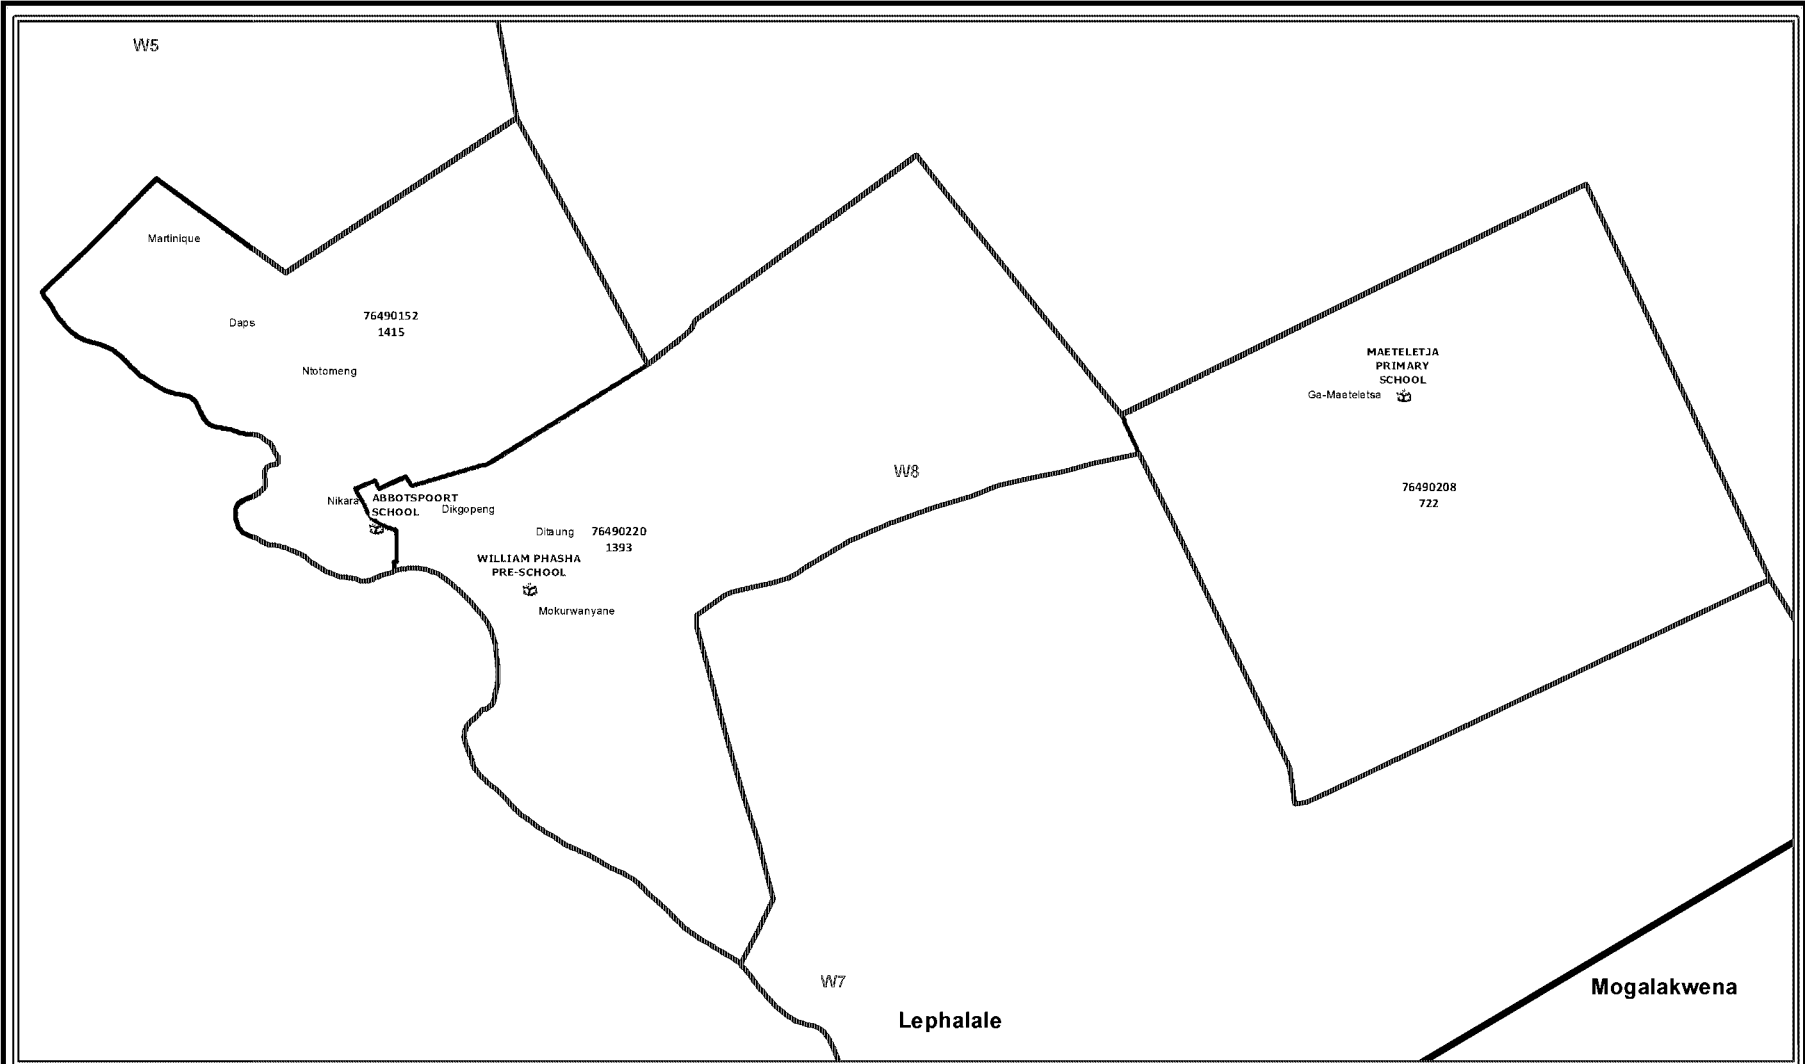 W5
Martinique
Daps
76490152
1415
Ntotomeng
MAETELETJA
PRIMARY
SCHOOL
Ga-Maeteletsa
W8
76490208
722
Nikara
ABBOTSPOORT
SCHOOL
Dikgopeng
Ditaung
76490220
1393
WILLIAM PHASHA
PRE-SCHOOL
Mokurwanyane
W7
Mogalakwena
Lephalale